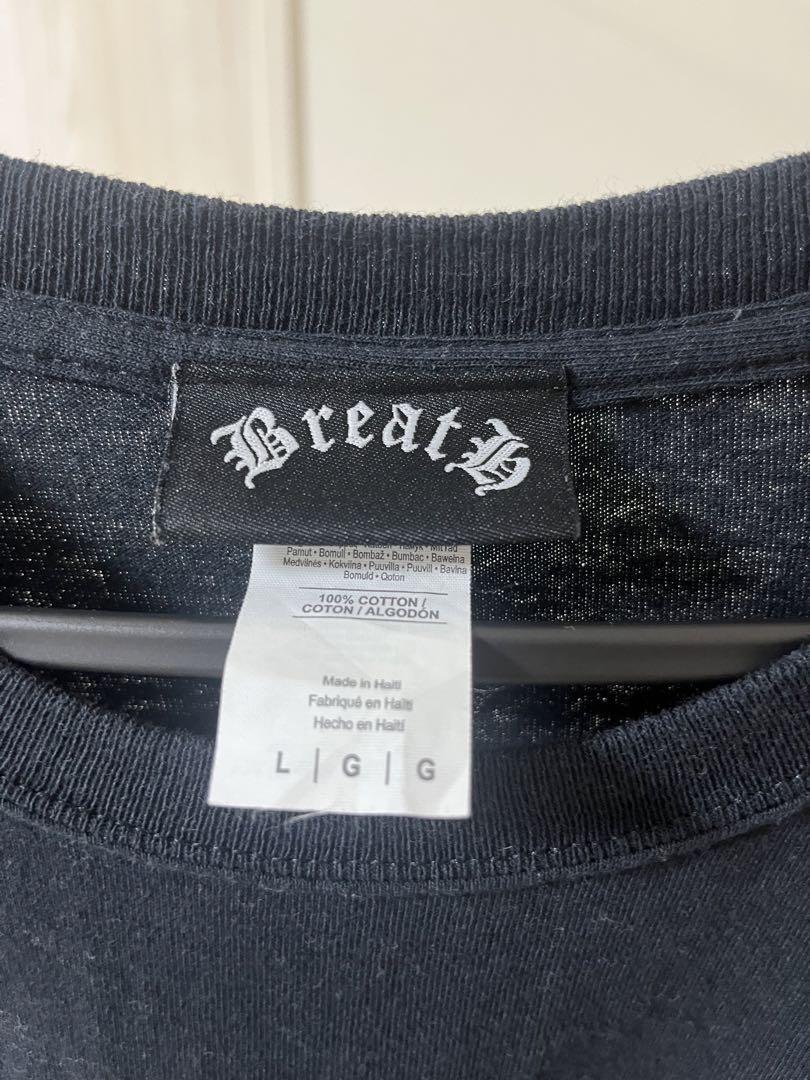 Breath
Pamut • Bomull • Bombaž • Bumbac • Bawełna
Medvilnės • Kokvilna • Puuvilla • Puuvill • Bavlna
Bomuld • Qoton
100% COTTON /
COTON / ALGODÓN
Made in Haiti
Fabriqué en Haïti
Hecho en Haití
L | G | G